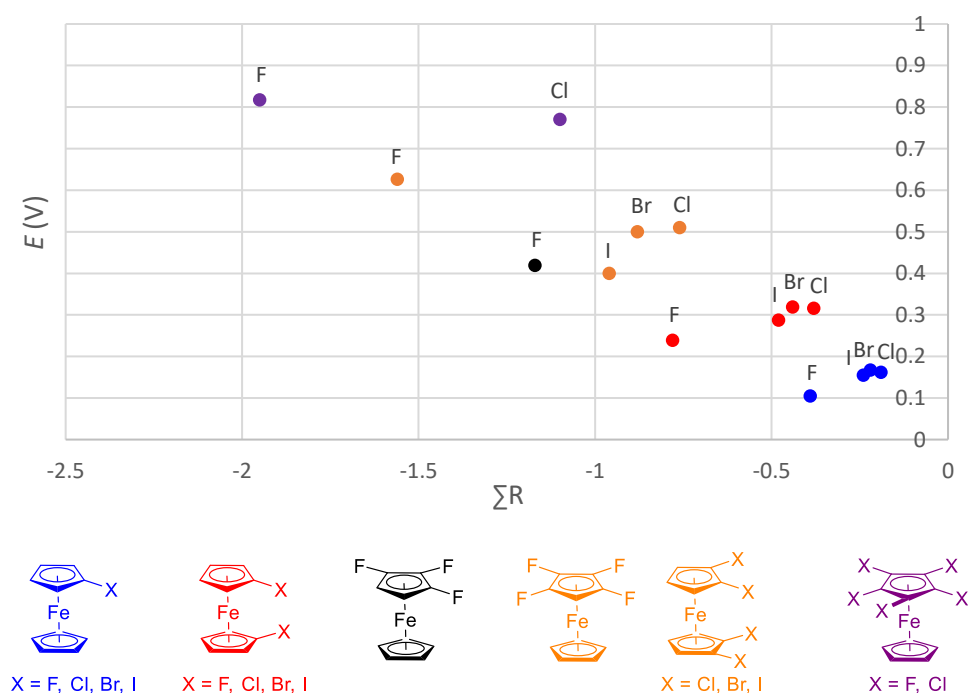 1
0.9
F
Cl
0.8
0.7
F
0.6
E (V)
Br
Cl
0.5
F
I
0.4
I
Br
Cl
0.3
F
0.2
I
Br
Cl
F
0.1
0
-2.5
-2
-1.5
-1
-0.5
0
∑R
X
Fe
X = F, Cl, Br, I
X
Fe
X
X = F, Cl, Br, I
F
F
F
Fe
F
F
F
F
Fe
X
X
Fe
X
X
X = Cl, Br, I
X
X
X
X
X
Fe
X = F, Cl